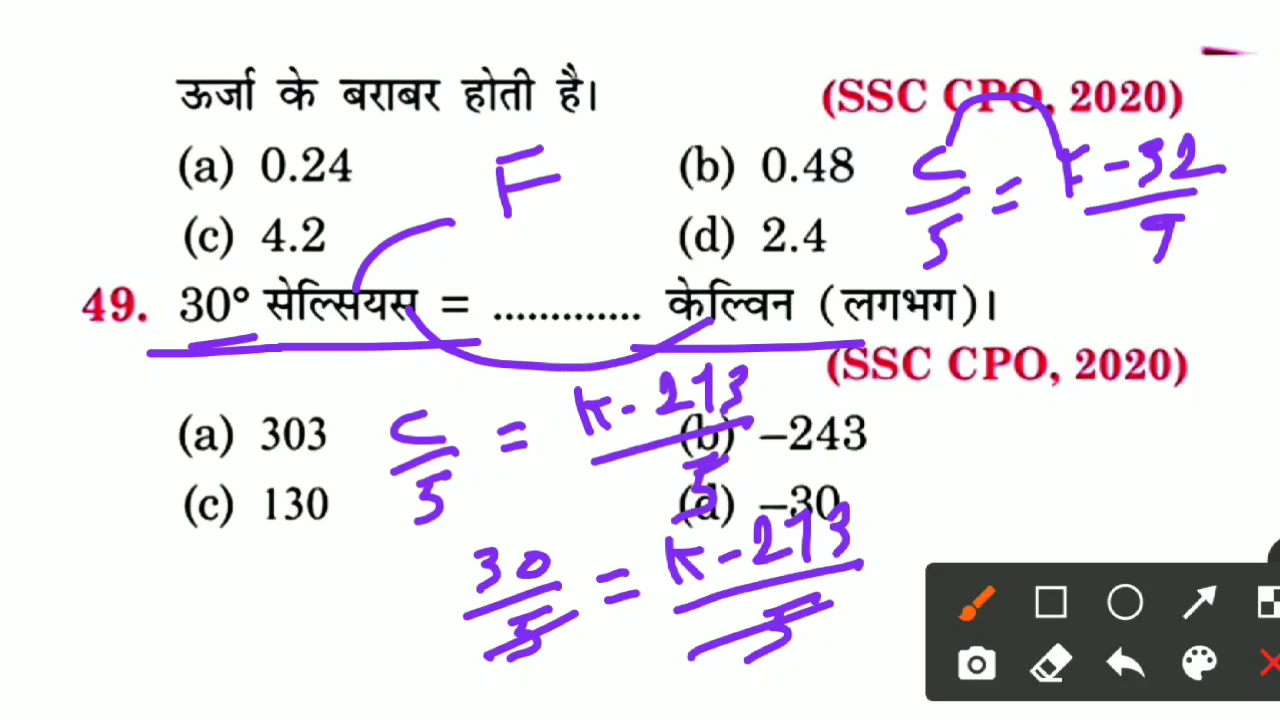 ऊर्जा के बराबर होती है।
(SSC CPO, 2020)
(a) 0.24
(b) 0.48
(c) 4.2
(d) 2.4
F
C/5 = F-32/9
49. 30° सेल्सियस = ............. केल्विन (लगभग)।
(SSC CPO, 2020)
(a) 303
(b) –243
(c) 130
(d) –30
C/5 = K-273/5
30/5 = K-273/5